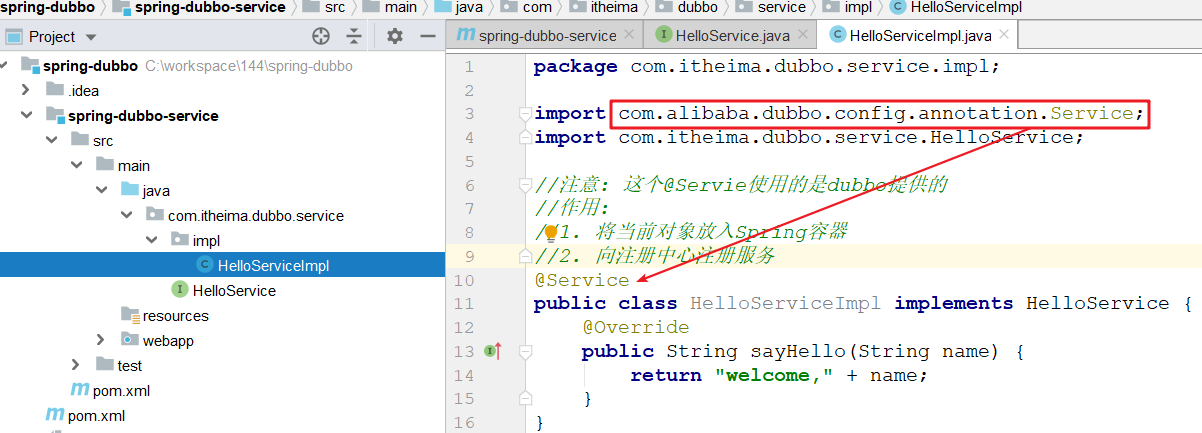 spring-dubbo spring-dubbo-service src main java com itheima dubbo service impl HelloServiceImpl
Project
spring-dubbo-service HelloService.java HelloServiceImpl.java
spring-dubbo C:\workspace\144\spring-dubbo
.idea
spring-dubbo-service
src
main
java
com.itheima.dubbo.service
impl
HelloServiceImpl
HelloService
resources
webapp
test
pom.xml
pom.xml
1 package com.itheima.dubbo.service.impl;
2
3 import com.alibaba.dubbo.config.annotation.Service;
4 import com.itheima.dubbo.service.HelloService;
5
6 //注意: 这个@Servie使用的是dubbo提供的
7 //作用:
8 //1. 将当前对象放入Spring容器
9 //2. 向注册中心注册服务
10 @Service
11 public class HelloServiceImpl implements HelloService {
12 @Override
13 public String sayHello(String name) {
14 return "welcome," + name;
15 }
16 }